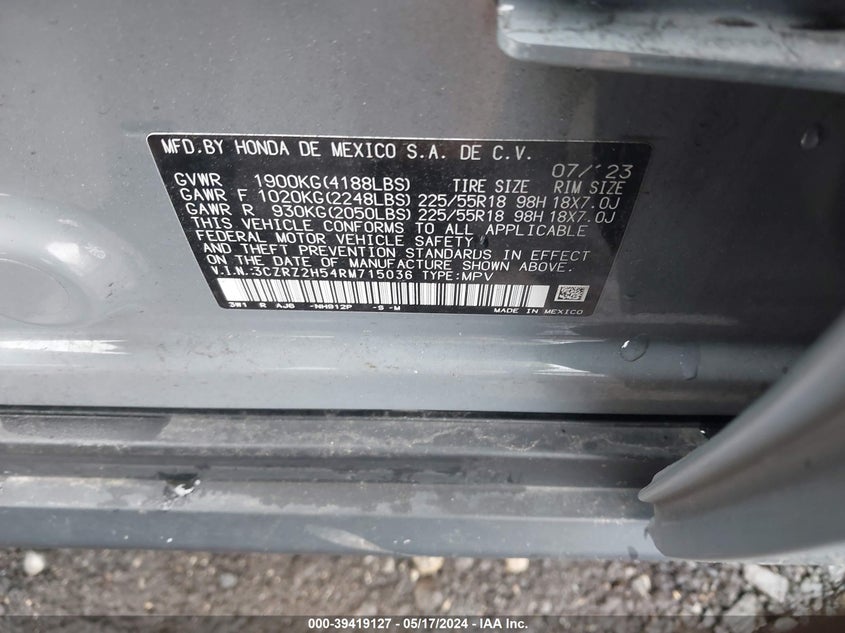 MFD.BY HONDA DE MEXICO S.A. DE C.V.
07/'23
GVWR 1900KG(4188LBS) TIRE SIZE RIM SIZE
GAWR F 1020KG(2248LBS) 225/55R18 98H 18X7.0J
GAWR R 930KG(2050LBS) 225/55R18 98H 18X7.0J
THIS VEHICLE CONFORMS TO ALL APPLICABLE
FEDERAL MOTOR VEHICLE SAFETY
AND THEFT PREVENTION STANDARDS IN EFFECT
ON THE DATE OF MANUFACTURE SHOWN ABOVE.
V.I.N.:3CZRZ2H54RM715036 TYPE:MPV
3W1 R AJ6 -NH912P -S -M MADE IN MEXICO
000-39419127 - 05/17/2024 - IAA Inc.